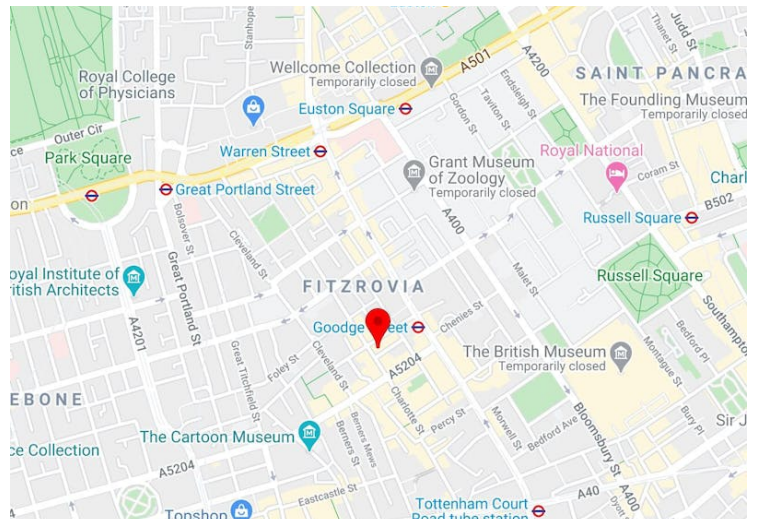 Stanhope
A501
A4200
Judd St
Thanet St
Wellcome Collection
Temporarily closed
Royal College
of Physicians
SAINT PANCRA
Endsleigh St
Taviton St
Gordon St
The Foundling Museum
Temporarily closed
Euston Square
Outer Cir
Warren Street
Park Square
Royal National
Grant Museum
of Zoology
Temporarily closed
Coram St
Charl
Great Portland Street
on
B502
Russell Square
A400
Bolsover St
Cleveland St
Malet St
oyal Institute of
ritish Architects
Great Portland St
Russell Square
FITZROVIA
Southampton
A4201
Goodge
eet
Chenies St
Bedford Pl
Montague St
The British Museum
Temporarily closed
Great Titchfield St
Foley St
Cleveland St
A5204
EBONE
Charlotte St
Percy St
Morwell St
Bedford Ave
Bloomsbury St
Bury Pl
Sir J
The Cartoon Museum
Berners St
Berners Mews
ce Collection
A5204
Eastcastle St
A40
A400
Topshop
Tottenham Court
Road tube station